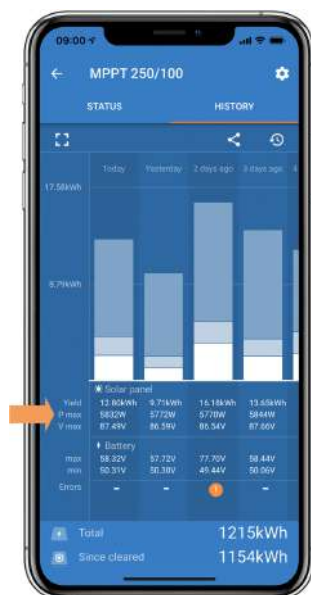 09:00
MPPT 250/100
STATUS HISTORY
Today Yesterday 2 days ago 3 days ago 4
17.58kWh
8.79kWh
Solar panel
Yield 12.80kWh 9.71kWh 16.18kWh 13.65kWh
P max 5832W 5772W 5770W 5844W
V max 87.49V 86.59V 86.54V 87.66V
Battery
max 58.32V 57.72V 77.70V 58.44V
min 50.31V 50.38V 49.44V 50.06V
Errors - - 1 -
Total 1215kWh
Since cleared 1154kWh